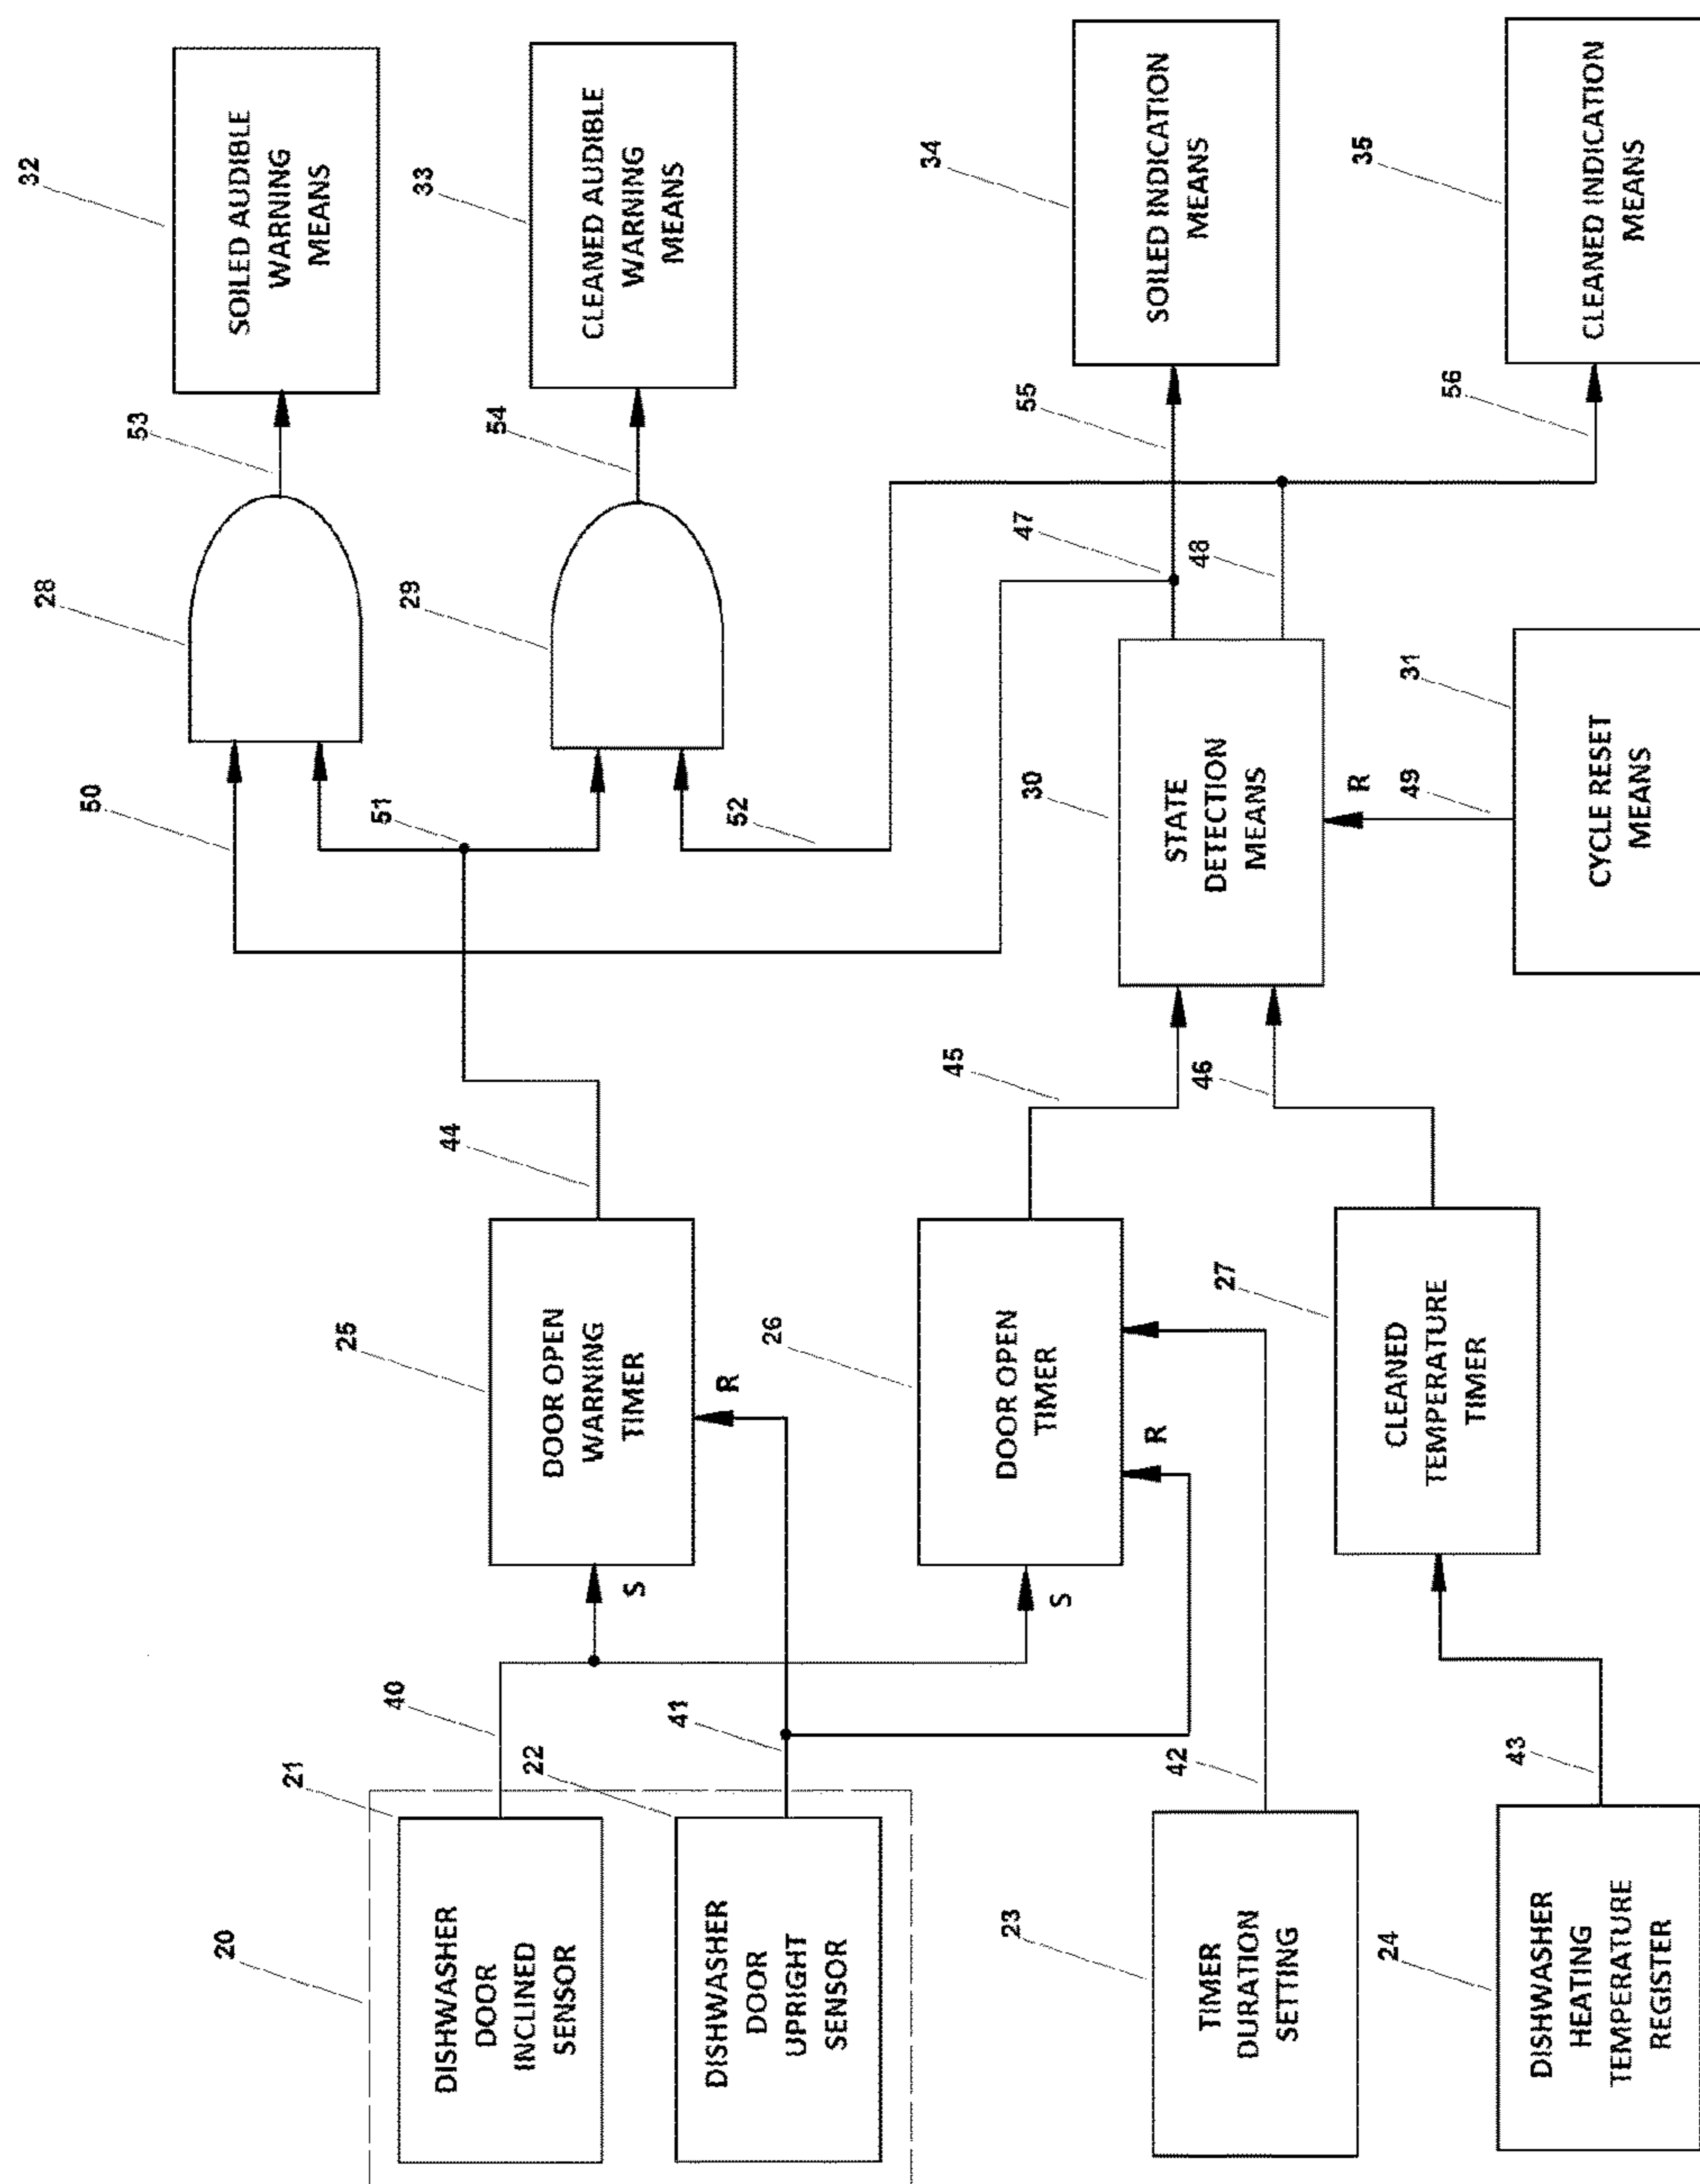 20
21
DISHWASHER
DOOR
INCLINED
SENSOR
22
DISHWASHER
DOOR
UPRIGHT
SENSOR
23
TIMER
DURATION
SETTING
24
DISHWASHER
HEATING
TEMPERATURE
REGISTER
40
41
42
43
S
R
S
R
25
DOOR OPEN
WARNING
TIMER
26
DOOR OPEN
TIMER
27
CLEANED
TEMPERATURE
TIMER
44
45
46
50
51
52
28
29
30
STATE
DETECTION
MEANS
R
49
31
CYCLE RESET
MEANS
47
48
53
54
55
56
32
SOILED AUDIBLE
WARNING
MEANS
33
CLEANED AUDIBLE
WARNING
MEANS
34
SOILED INDICATION
MEANS
35
CLEANED INDICATION
MEANS